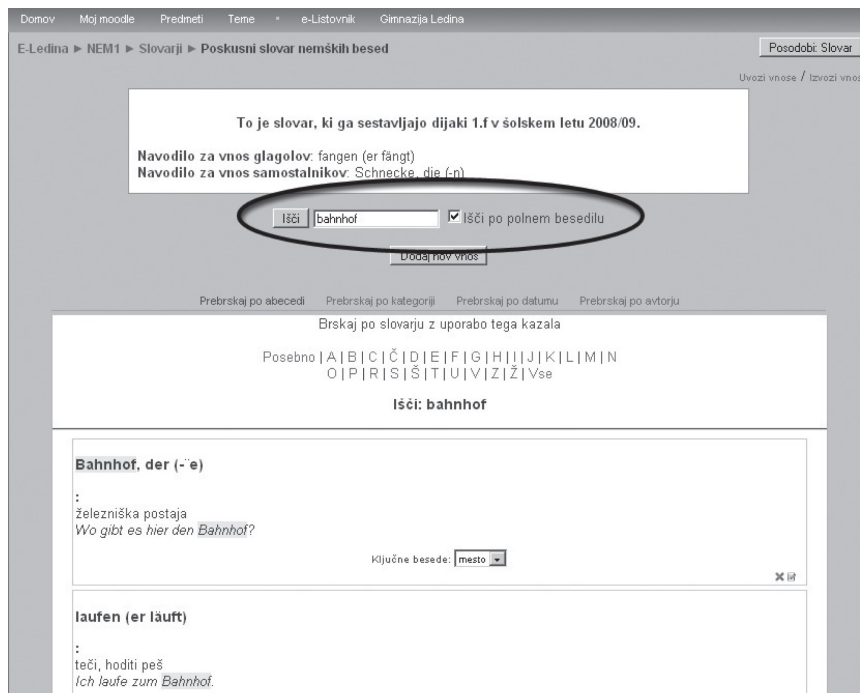 Domov Moj moodle Predmeti Teme • e-Listovnik Gimnazija Ledina
E-Ledina ► NEM1 ► Slovarji ► Poskusni slovar nemških besed
Posodobi: Slovar
Uvozi vnose / Izvozi vnos
To je slovar, ki ga sestavljajo dijaki 1.f v šolskem letu 2008/09.
Navodilo za vnos glagolov: fangen (er fängt)
Navodilo za vnos samostalnikov: Schnecke, die (-n)
Išči bahnhof Išči po polnem besedilu
Dodaj nov vnos
Prebrskaj po abecedi Prebrskaj po kategoriji Prebrskaj po datumu Prebrskaj po avtorju
Brskaj po slovarju z uporabo tega kazala
Posebno | A | B | C | Č | D | E | F | G | H | I | J | K | L | M | N
O | P | R | S | Š | T | U | V | Z | Ž | Vse
Išči: bahnhof
Bahnhof, der (-¨e)
:
železniška postaja
Wo gibt es hier den Bahnhof?
Ključne besede: mesto
laufen (er läuft)
:
teči, hoditi peš
Ich laufe zum Bahnhof.